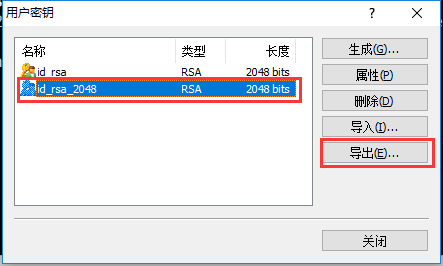 用户密钥
?
名称 类型 长度
id_rsa RSA 2048 bits
id_rsa_2048 RSA 2048 bits
生成(G)...
属性(P)
删除(D)
导入(I)...
导出(E)...
关闭